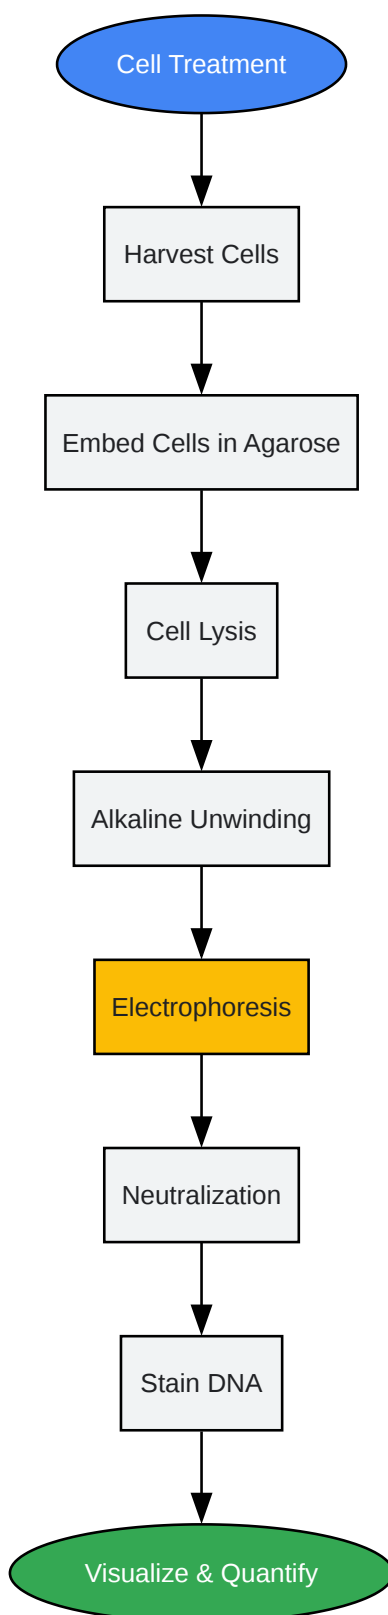 Cell Treatment
Harvest Cells
Embed Cells in Agarose
Cell Lysis
Alkaline Unwinding
Electrophoresis
Neutralization
Stain DNA
Visualize & Quantify